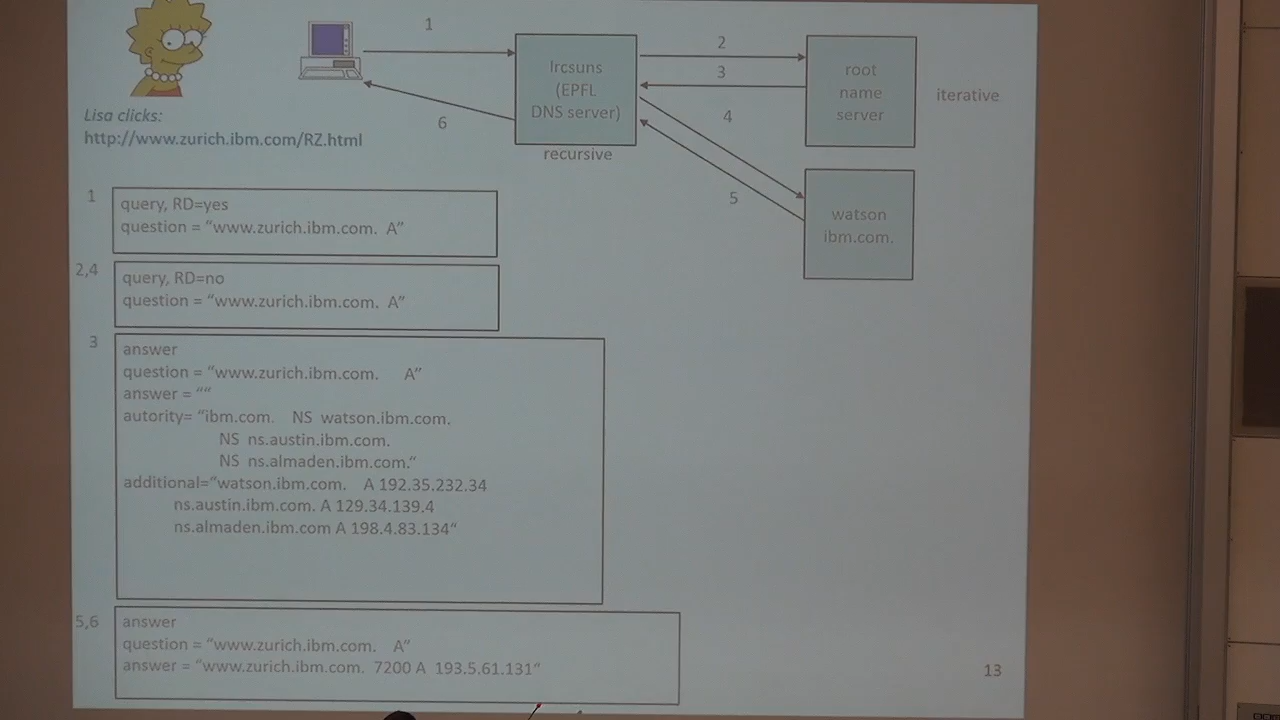 1
2
3
4
5
6
lrcsuns
(EPFL
DNS server)
recursive
root
name
server
iterative
watson
ibm.com.
Lisa clicks:
http://www.zurich.ibm.com/RZ.html
1
query, RD=yes
question = “www.zurich.ibm.com. A”
2,4
query, RD=no
question = “www.zurich.ibm.com. A”
3
answer
question = “www.zurich.ibm.com. A”
answer = ““
autority= “ibm.com. NS watson.ibm.com.
NS ns.austin.ibm.com.
NS ns.almaden.ibm.com.“
additional=“watson.ibm.com. A 192.35.232.34
ns.austin.ibm.com. A 129.34.139.4
ns.almaden.ibm.com A 198.4.83.134“
5,6
answer
question = “www.zurich.ibm.com. A”
answer = “www.zurich.ibm.com. 7200 A 193.5.61.131“
13